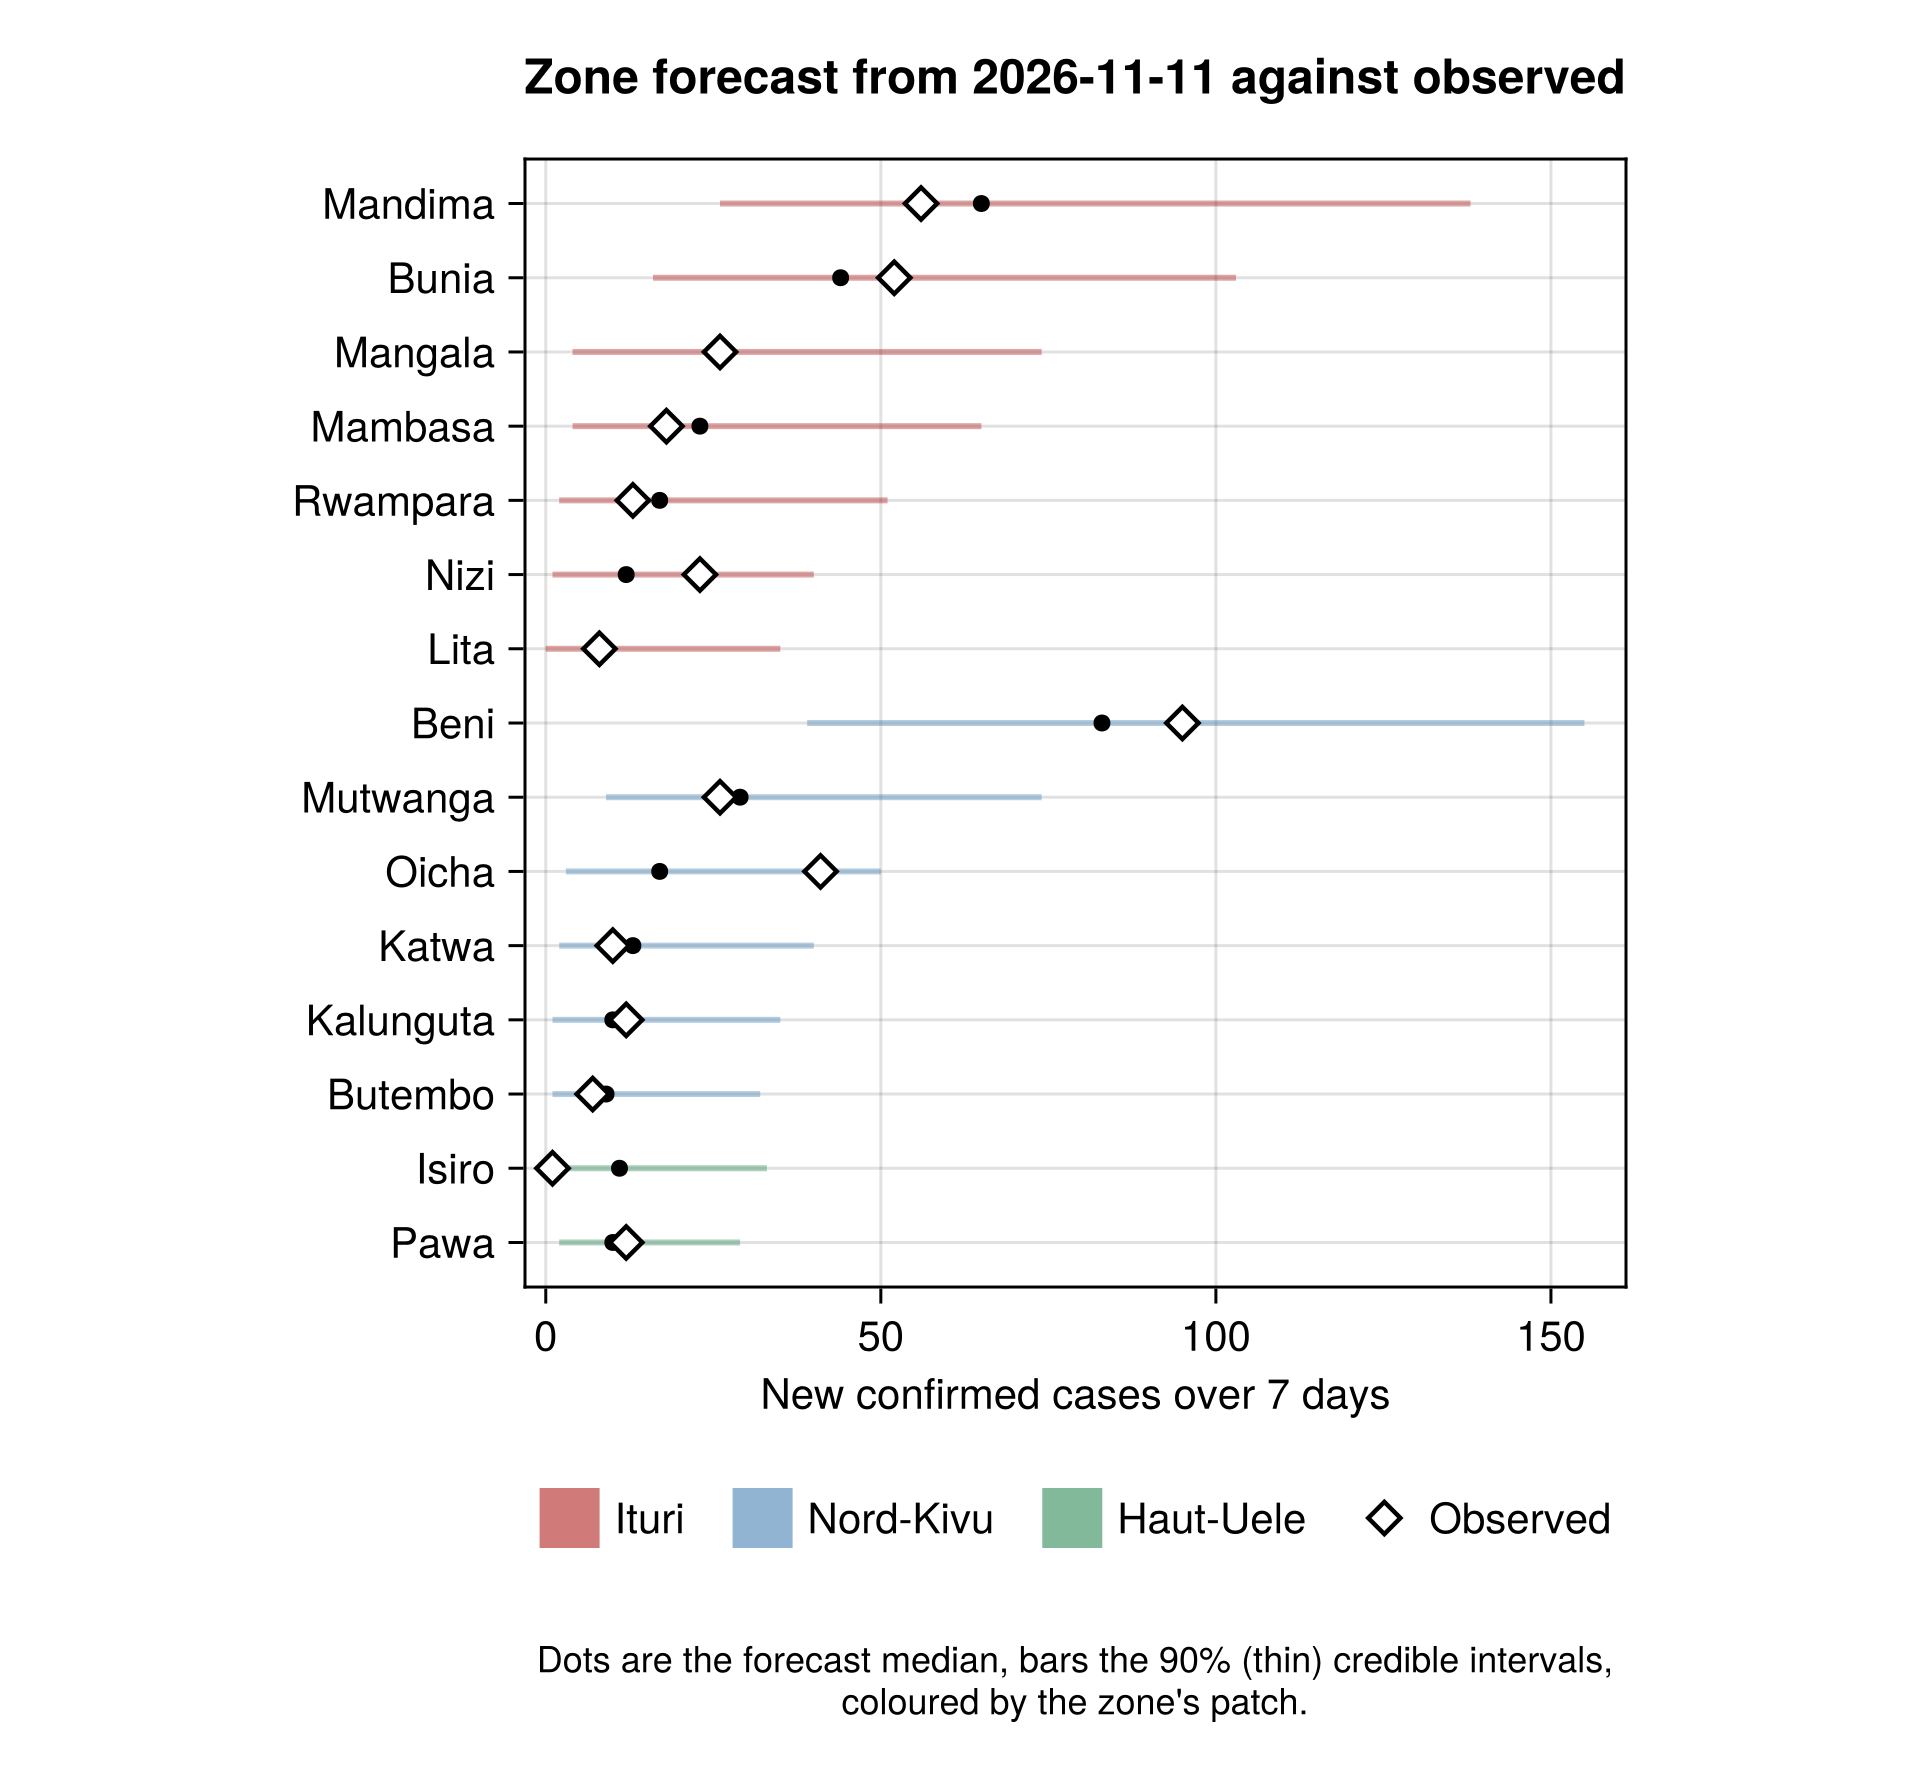 Zone forecast from 2026-11-11 against observed
Mandima
Bunia
Mangala
Mambasa
Rwampara
Nizi
Lita
Beni
Mutwanga
Oicha
Katwa
Kalunguta
Butembo
Isiro
Pawa
0 50 100 150
New confirmed cases over 7 days
Ituri Nord-Kivu Haut-Uele Observed
Dots are the forecast median, bars the 90% (thin) credible intervals,
coloured by the zone's patch.